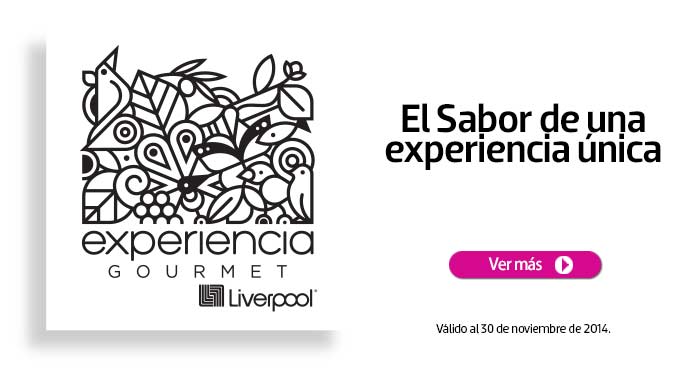 experiencia
GOURMET
Liverpool
El Sabor de una
experiencia única
Ver más
Válido al 30 de noviembre de 2014.